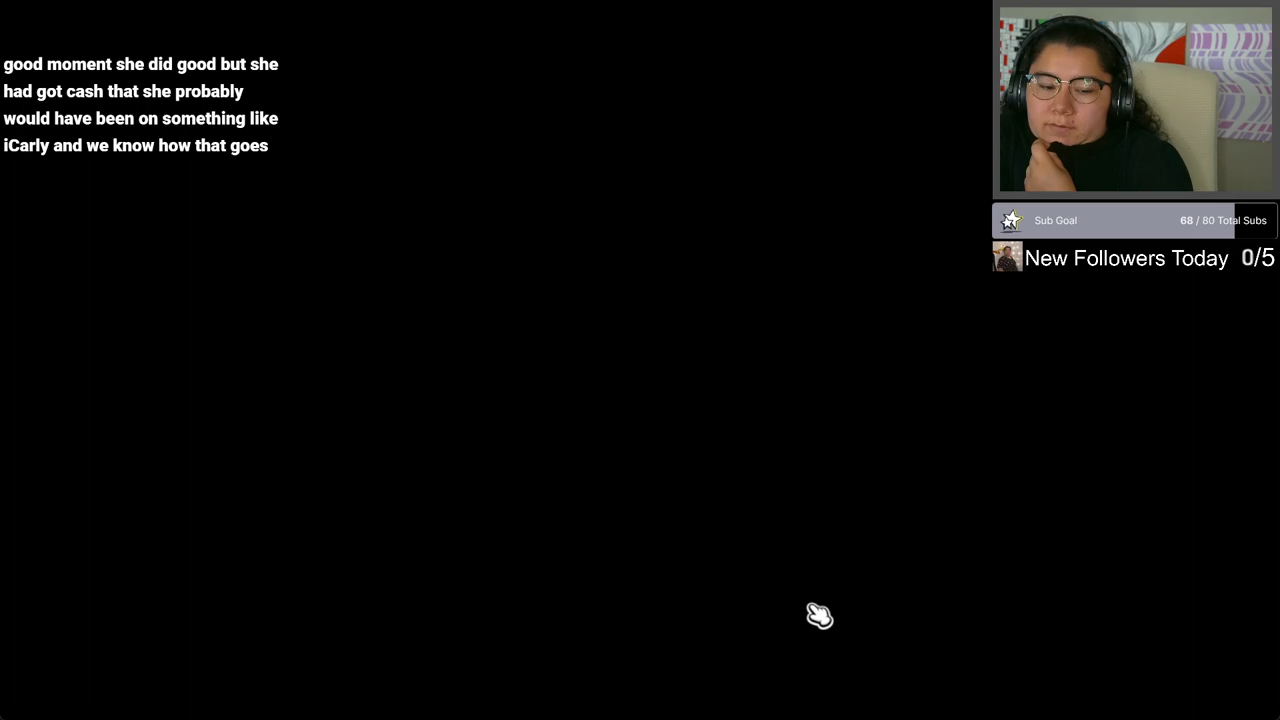 good moment she did good but she
had got cash that she probably
would have been on something like
iCarly and we know how that goes
Sub Goal 68 / 80 Total Subs
New Followers Today 0/5